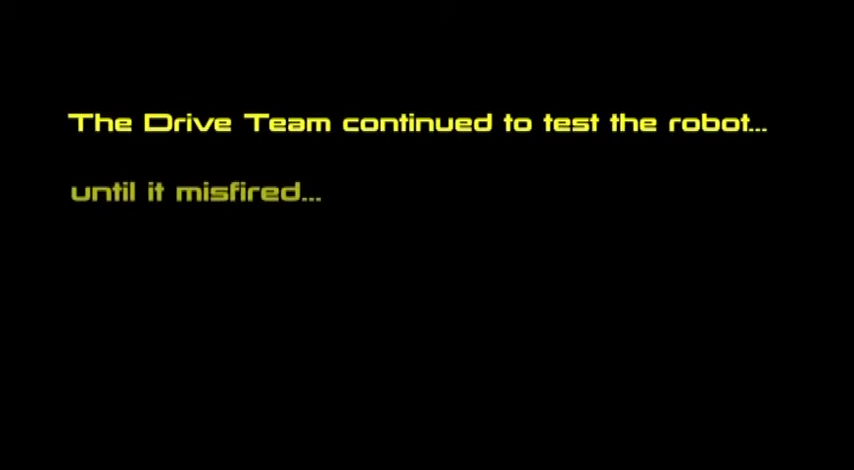 The Drive Team continued to test the robot...
until it misfired...